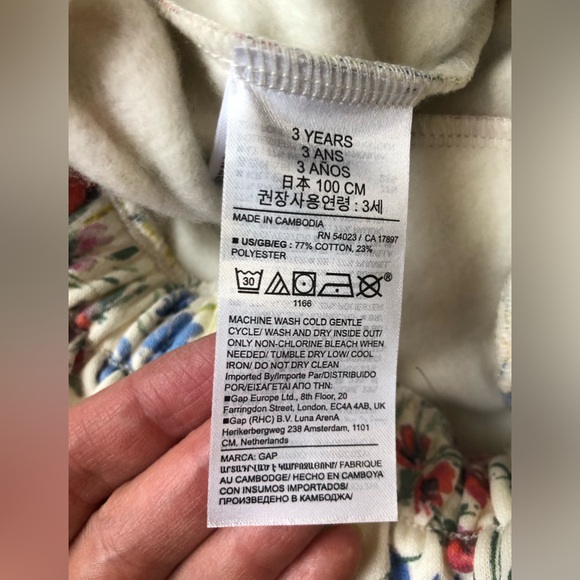 3 YEARS
3 ANS
3 AÑOS
日本 100 CM
권장사용연령 : 3세
MADE IN CAMBODIA
RN 54023 / CA 17897
■ US/GB/EG : 77% COTTON, 23%
POLYESTER
30
®
1166
MACHINE WASH COLD GENTLE
CYCLE/ WASH AND DRY INSIDE OUT/
ONLY NON-CHLORINE BLEACH WHEN
NEEDED/ TUMBLE DRY LOW/ COOL
IRON/ DO NOT DRY CLEAN
Imported By/Importe Par/DISTRIBUIDO
POR/ΕΙΣΑΓΕΤΑΙ ΑΠΟ ΤΗΝ:
■Gap Europe Ltd., 8th Floor, 20
Farringdon Street, London, EC4A 4AB, UK
■Gap (RHC) B.V. Luna ArenA
Herikerbergweg 238 Amsterdam, 1101
CM, Netherlands
MARCA: GAP
ԱՐՏԱԴՐՎԱԾ Է ԿԱՄԲՈՋԱՅՈՒՄ/ FABRIQUE
AU CAMBODGE/ HECHO EN CAMBOYA
CON INSUMOS IMPORTADOS/
ПРОИЗВЕДЕНО В КАМБОДЖА/